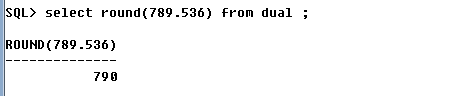 SQL> select round(789.536) from dual ;
ROUND(789.536)
--------------
790